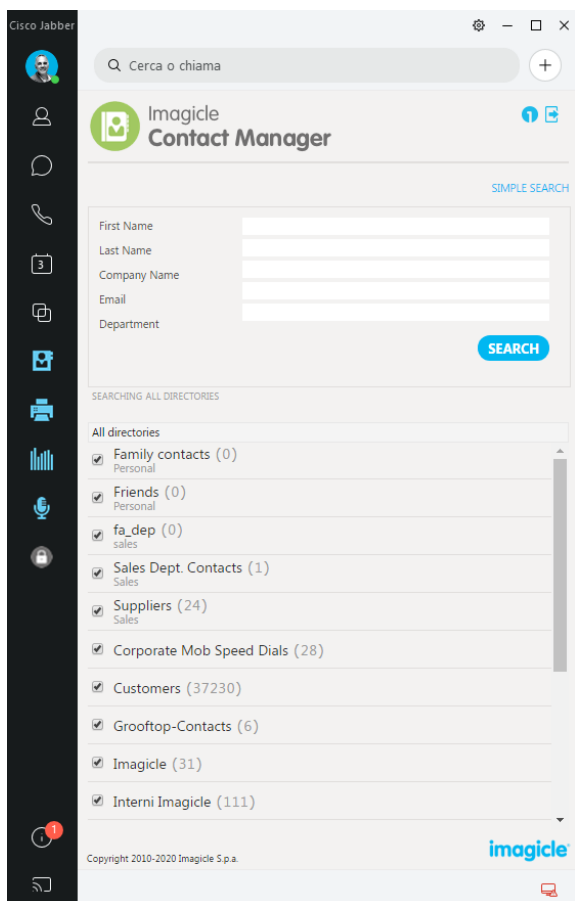 Cisco Jabber
Cerca o chiama
Imagicle
Contact Manager
SIMPLE SEARCH
First Name
Last Name
Company Name
Email
Department
SEARCH
SEARCHING ALL DIRECTORIES
All directories
Family contacts (0)
Personal
Friends (0)
Personal
fa_dep (0)
sales
Sales Dept. Contacts (1)
Sales
Suppliers (24)
Sales
Corporate Mob Speed Dials (28)
Customers (37230)
Grooftop-Contacts (6)
Imagicle (31)
Interni Imagicle (111)
3
1
imagicle
Copyright 2010-2020 Imagicle S.p.a.